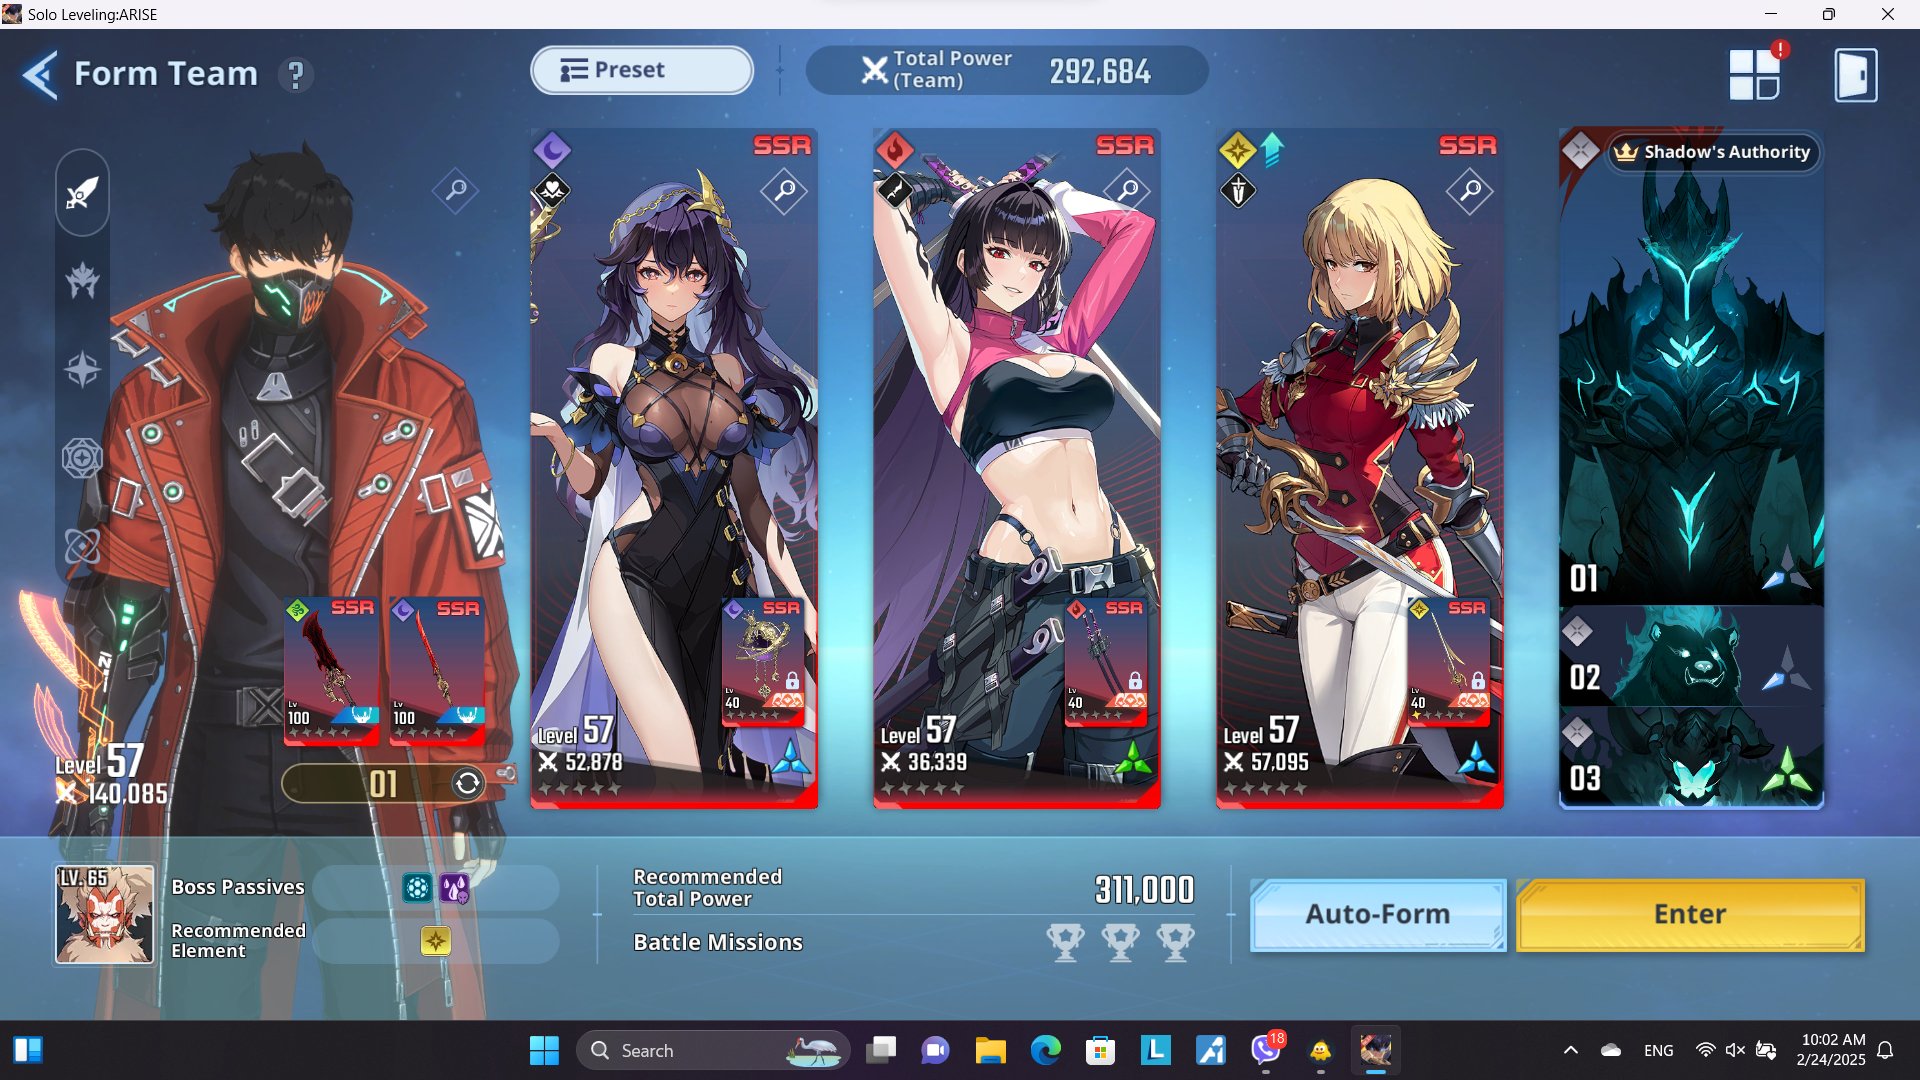 Solo Leveling:ARISE
Form Team
?
Preset
Total Power
(Team)
292,684
!
SSR
SSR
SSR
Shadow's Authority
SSR
Lv
100
SSR
Lv
100
Level 57
140,085
01
SSR
Lv
40
Level 57
52,878
SSR
Lv
40
Level 57
36,339
SSR
Lv
40
Level 57
57,095
01
02
03
LV. 65
Boss Passives
Recommended
Element
Recommended
Total Power
311,000
Battle Missions
Auto-Form
Enter
Search
18
ENG
10:02 AM
2/24/2025